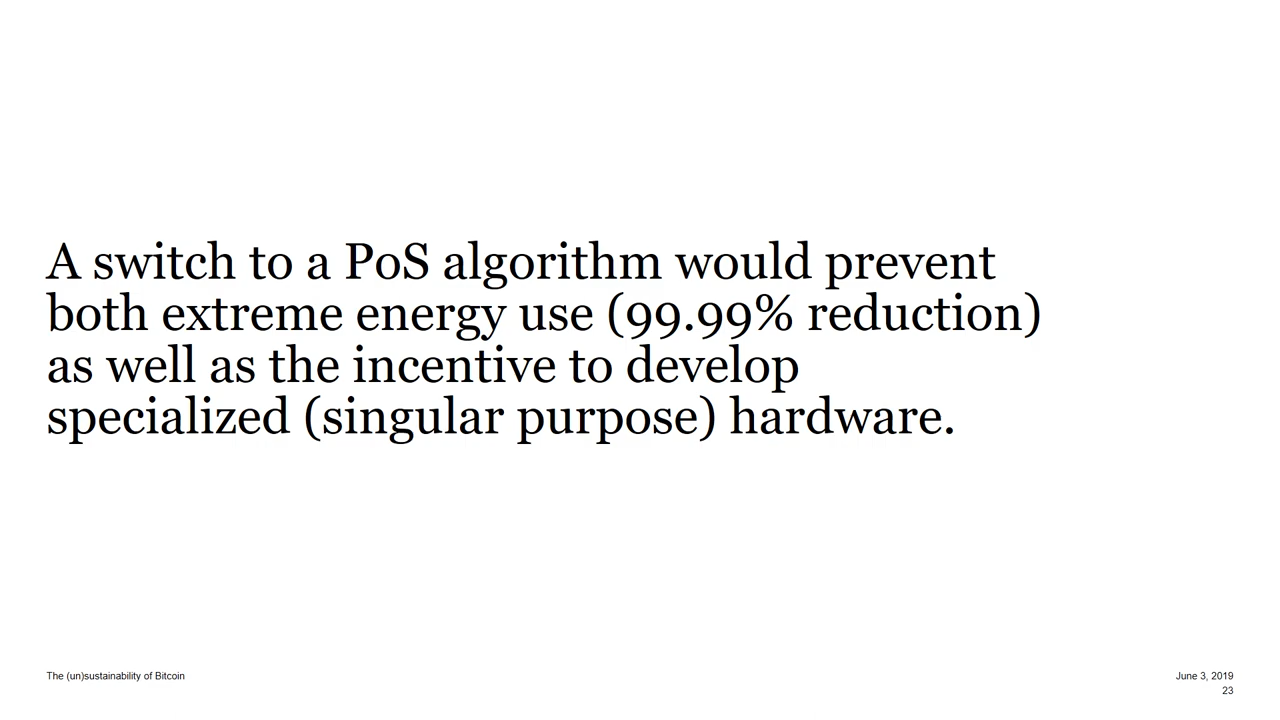 A switch to a PoS algorithm would prevent
both extreme energy use (99.99% reduction)
as well as the incentive to develop
specialized (singular purpose) hardware.
The (un)sustainability of Bitcoin
June 3, 2019
23